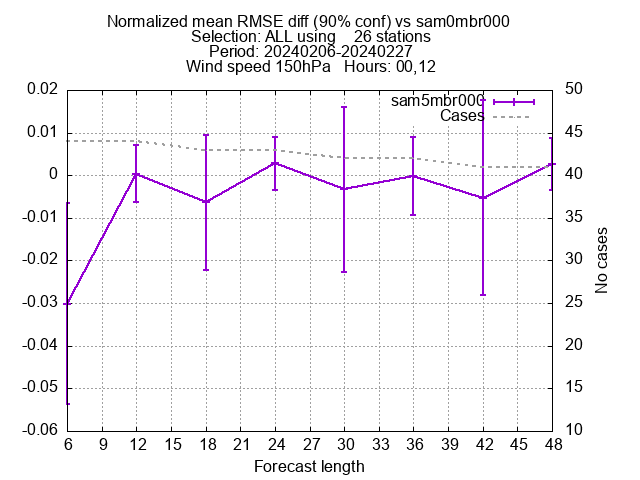 Normalized mean RMSE diff (90% conf) vs sam0mbr000
Selection: ALL using    26 stations
Period: 20240206-20240227
Wind speed 150hPa   Hours: 00,12
sam5mbr000
Cases
0.02
0.01
0
-0.01
-0.02
-0.03
-0.04
-0.05
-0.06
50
45
40
35
30
25
20
15
10
No cases
6 9 12 15 18 21 24 27 30 33 36 39 42 45 48
Forecast length